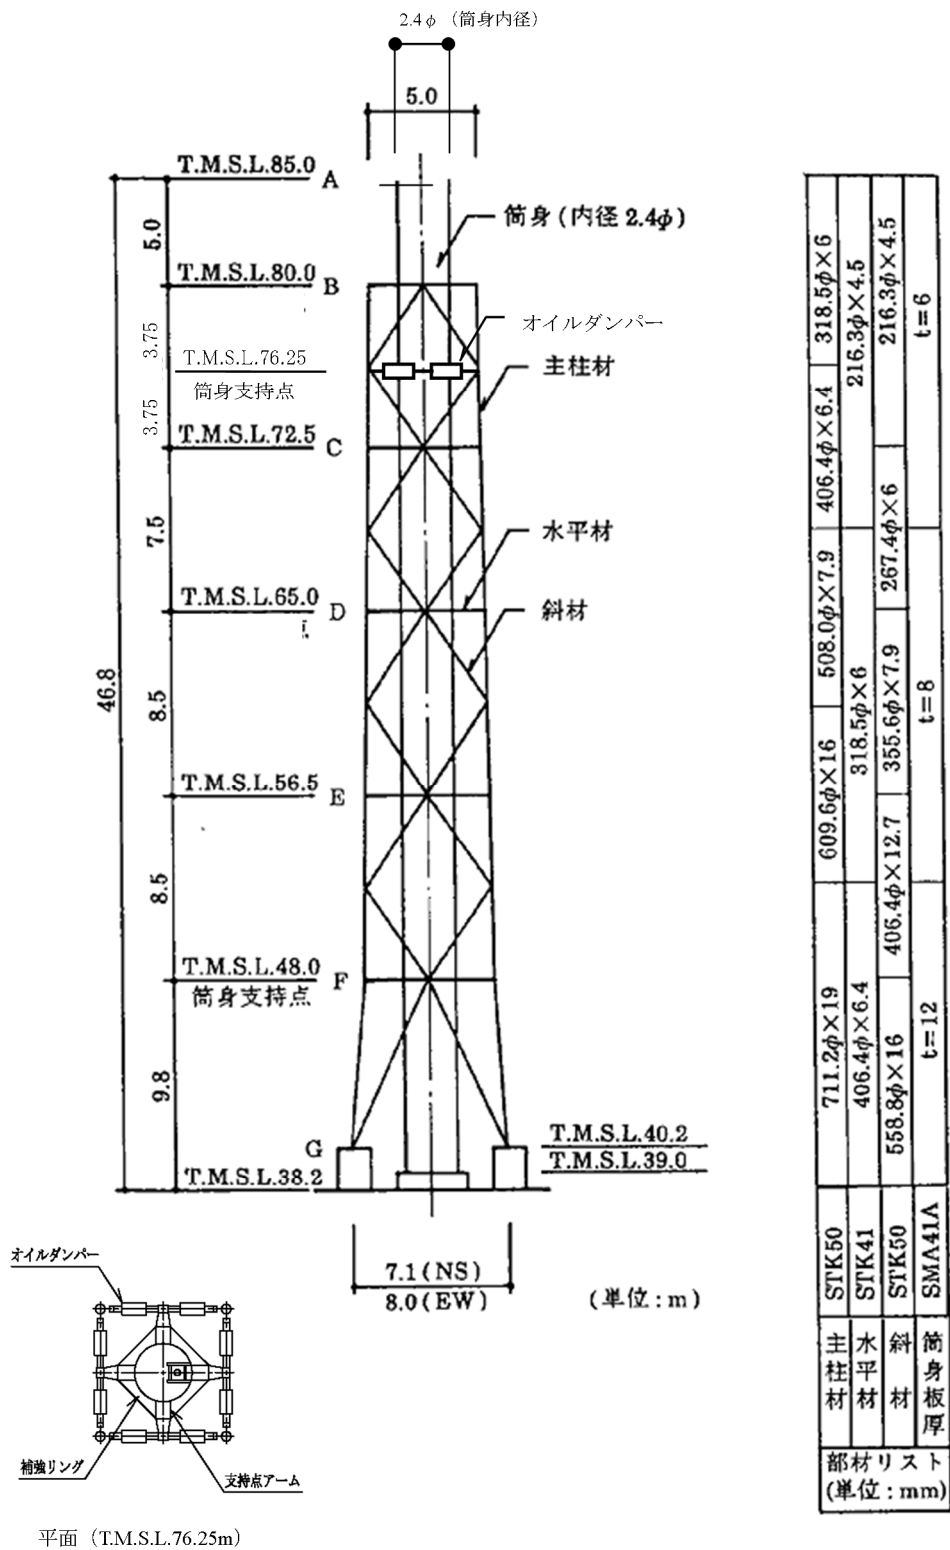 2.4φ（筒身内径）
5.0
T.M.S.L.85.0
A
筒身(内径 2.4φ)
5.0
T.M.S.L.80.0
B
オイルダンパー
3.75
T.M.S.L.76.25
筒身支持点
主柱材
3.75
T.M.S.L.72.5
C
7.5
水平材
T.M.S.L.65.0
D
斜材
46.8
8.5
T.M.S.L.56.5
E
8.5
T.M.S.L.48.0
F
筒身支持点
9.8
G
T.M.S.L.40.2
T.M.S.L.39.0
T.M.S.L.38.2
7.1(NS)
8.0(EW)
(単位:m)
オイルダンパー
補強リング
支持点アーム
平面（T.M.S.L.76.25m）
318.5φ×6
406.4φ×6.4
508.0φ×7.9
609.6φ×16
711.2φ×19
STK50
主柱材
216.3φ×4.5
318.5φ×6
406.4φ×6.4
STK41
水平材
216.3φ×4.5
267.4φ×6
355.6φ×7.9
406.4φ×12.7
558.8φ×16
STK50
斜材
t=6
t=8
t=12
SMA41A
筒身板厚
部材リスト
(単位:mm)